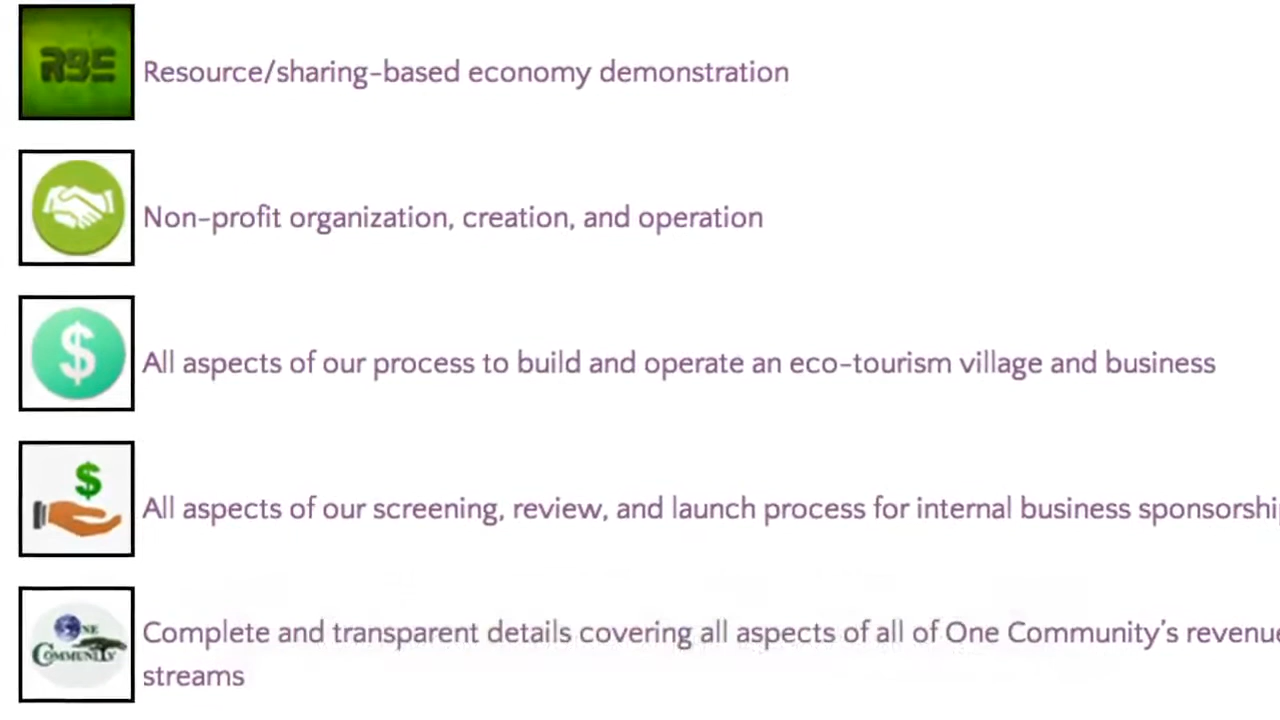 RBE
Resource/sharing-based economy demonstration
Non-profit organization, creation, and operation
$
All aspects of our process to build and operate an eco-tourism village and business
$
All aspects of our screening, review, and launch process for internal business sponsorshi
ONE
COMMUNITY
Complete and transparent details covering all aspects of all of One Community's revenue
streams